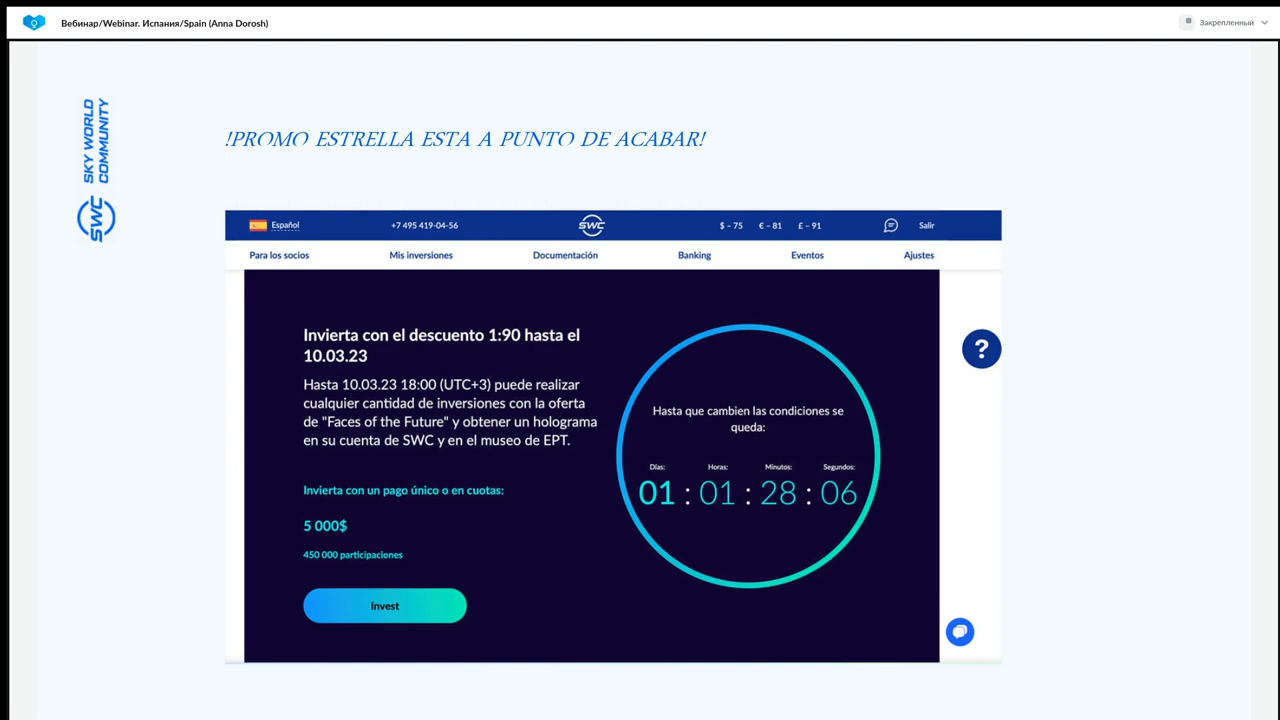 Вебинар/Webinar. Испания/Spain (Anna Dorosh)
Закрепленный
SKY WORLD
COMMUNITY
SWC
!PROMO ESTRELLA ESTA A PUNTO DE ACABAR!
Español
+7 495 419-04-56
SWC
$ – 75 € – 81 £ – 91
Salir
Para los socios Mis inversiones Documentación Banking Eventos Ajustes
Invierta con el descuento 1:90 hasta el
10.03.23
Hasta 10.03.23 18:00 (UTC+3) puede realizar
cualquier cantidad de inversiones con la oferta
de "Faces of the Future" y obtener un holograma
en su cuenta de SWC y en el museo de EPT.
Invierta con un pago único o en cuotas:
5 000$
450 000 participaciones
Invest
Hasta que cambien las condiciones se
queda:
Días: Horas: Minutos: Segundos:
01 : 01 : 28 : 06
?